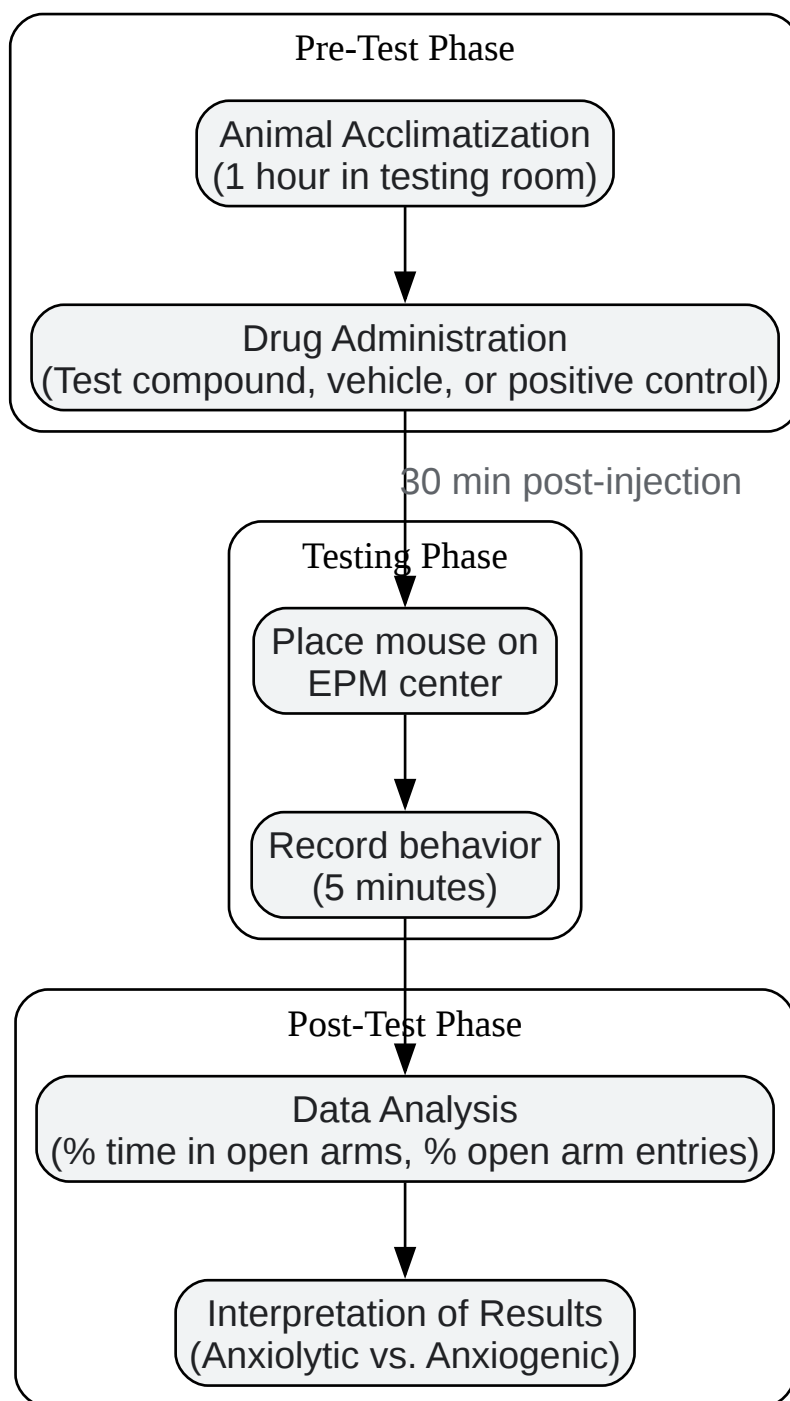 Pre-Test Phase
Animal Acclimatization
(1 hour in testing room)
Drug Administration
(Test compound, vehicle, or positive control)
30 min post-injection
Testing Phase
Place mouse on
EPM center
Record behavior
(5 minutes)
Post-Test Phase
Data Analysis
(% time in open arms, % open arm entries)
Interpretation of Results
(Anxiolytic vs. Anxiogenic)